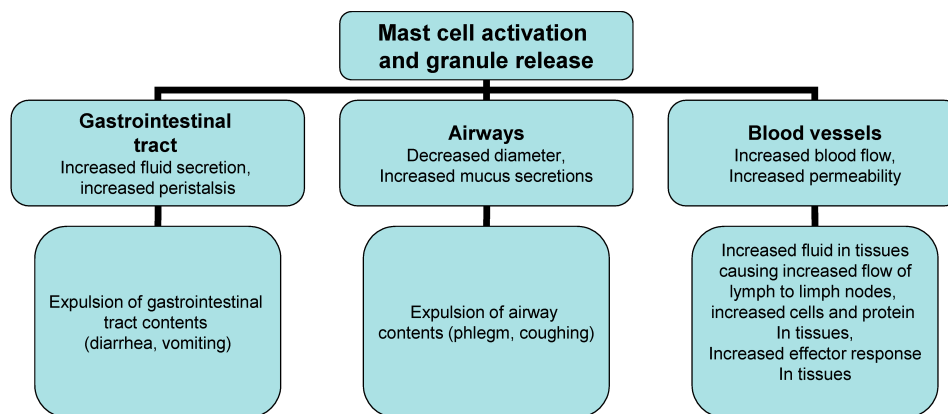 Mast cell activation
and granule release
Gastrointestinal
tract
Increased fluid secretion,
increased peristalsis
Airways
Decreased diameter,
Increased mucus secretions
Blood vessels
Increased blood flow,
Increased permeability
Expulsion of gastrointestinal
tract contents
(diarrhea, vomiting)
Expulsion of airway
contents (phlegm, coughing)
Increased fluid in tissues
causing increased flow of
lymph to limph nodes,
increased cells and protein
In tissues,
Increased effector response
In tissues